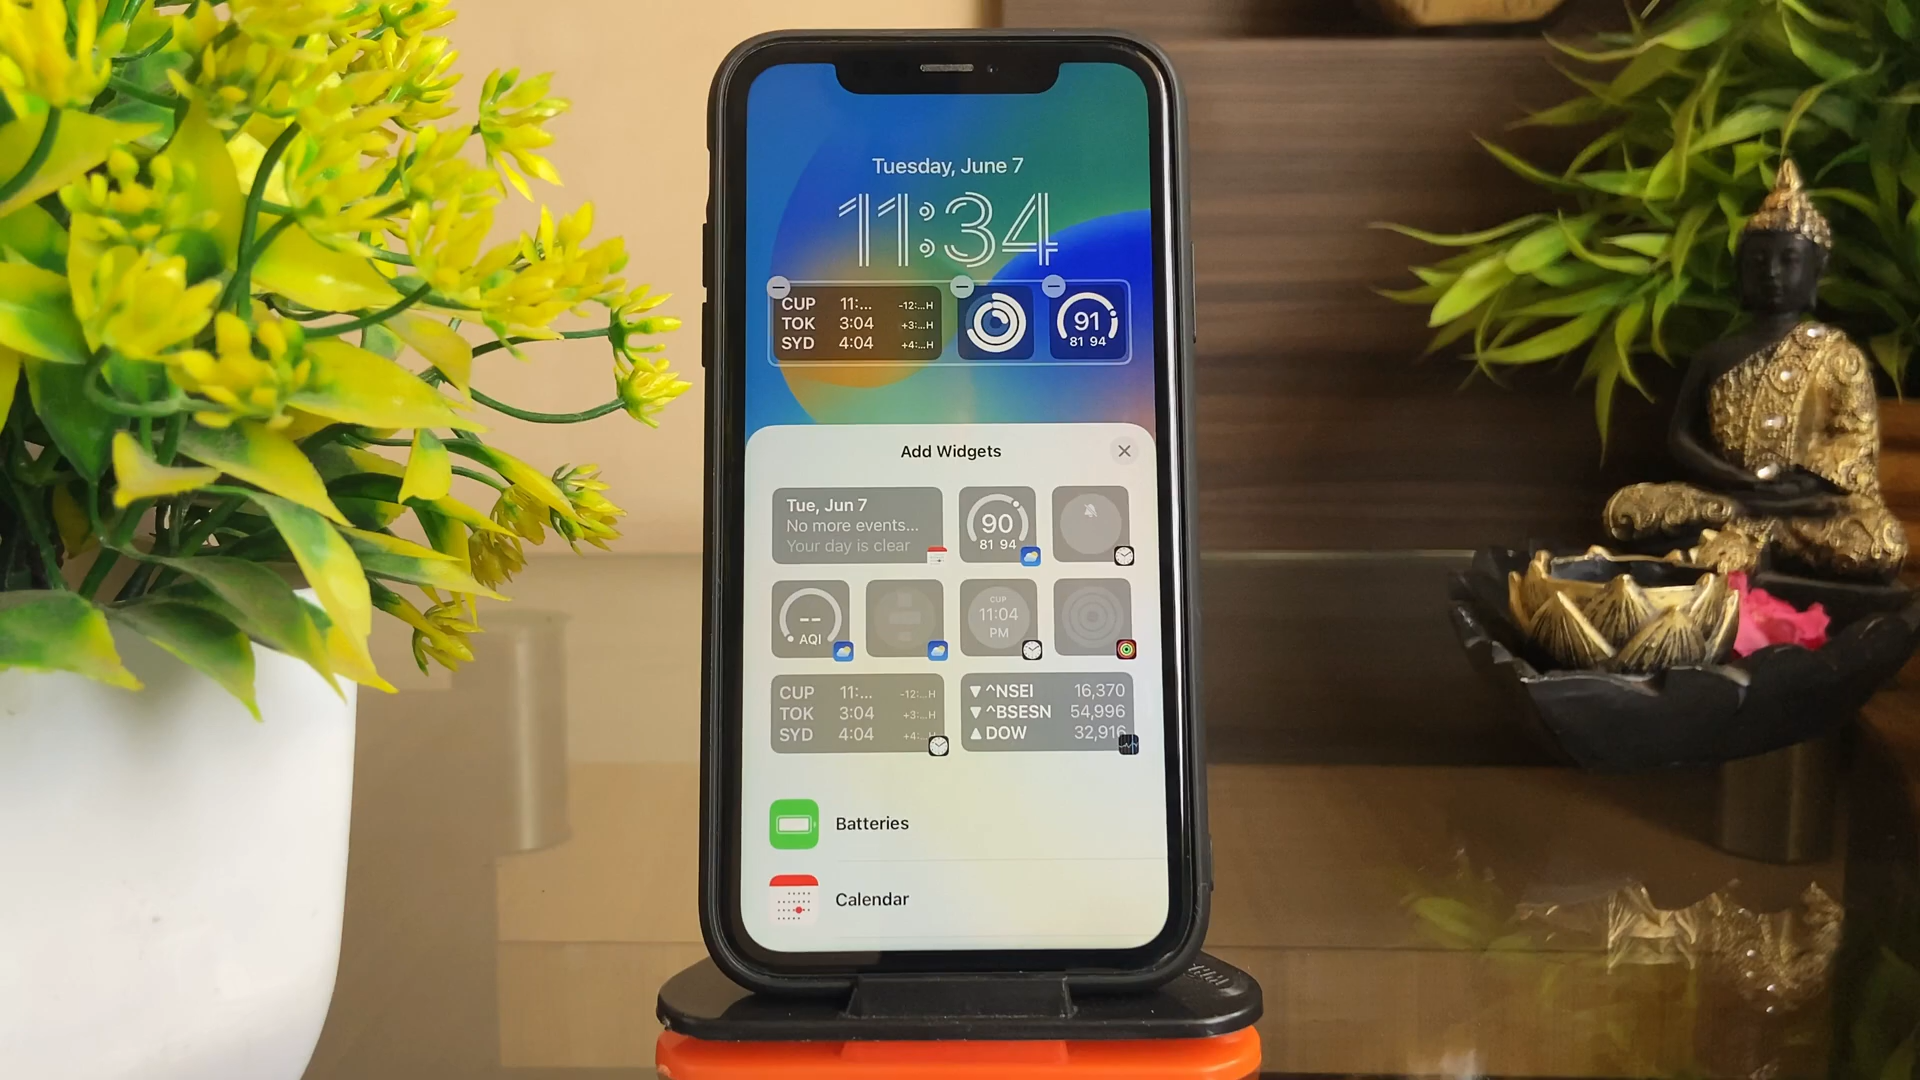 Tuesday, June 7
11:34
CUP 11:... -12:...H
TOK 3:04 +3:...H
SYD 4:04 +4:...H
91
81 94
Add Widgets
Tue, Jun 7
No more events...
Your day is clear
90
81 94
--
AQI
CUP
11:04
PM
CUP 11:... -12:...H
TOK 3:04 +3:...H
SYD 4:04 +4:...H
▼ ^NSEI 16,370
▼ ^BSESN 54,996
▲ DOW 32,916
Batteries
Calendar